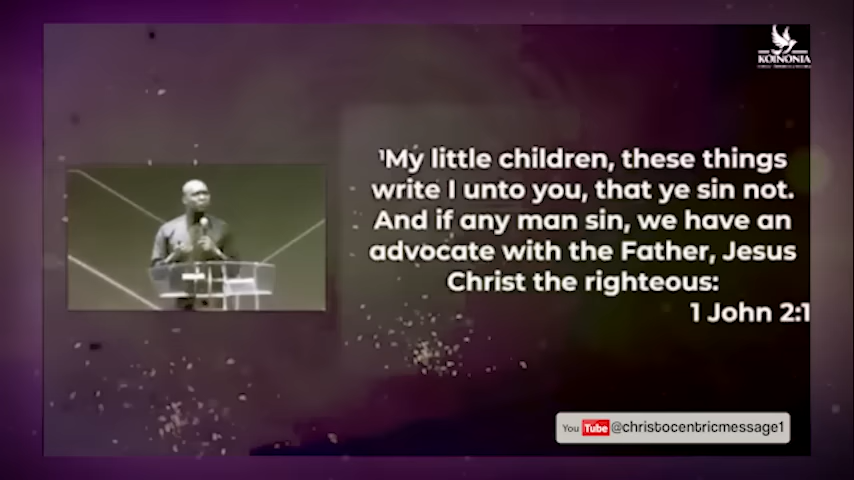 KOINONIA
¹My little children, these things
write I unto you, that ye sin not.
And if any man sin, we have an
advocate with the Father, Jesus
Christ the righteous:
1 John 2:1
You Tube @christocentricmessage1